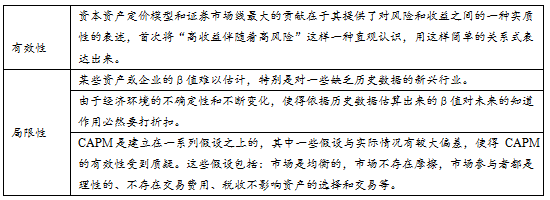 有效性
资本资产定价模型和证券市场线最大的贡献在于其提供了对风险和收益之间的一种实质
性的表述，首次将“高收益伴随着高风险”这样一种直观认识，用这样简单的关系式表
达出来。
局限性
某些资产或企业的β值难以估计，特别是对一些缺乏历史数据的新兴行业。
由于经济环境的不确定性和不断变化，使得依据历史数据估算出来的β值对未来的知道
作用必然要打折扣。
CAPM是建立在一系列假设之上的，其中一些假设与实际情况有较大偏差，使得 CAPM
的有效性受到质疑。这些假设包括：市场是均衡的，市场不存在摩擦，市场参与者都是
理性的、不存在交易费用、税收不影响资产的选择和交易等。